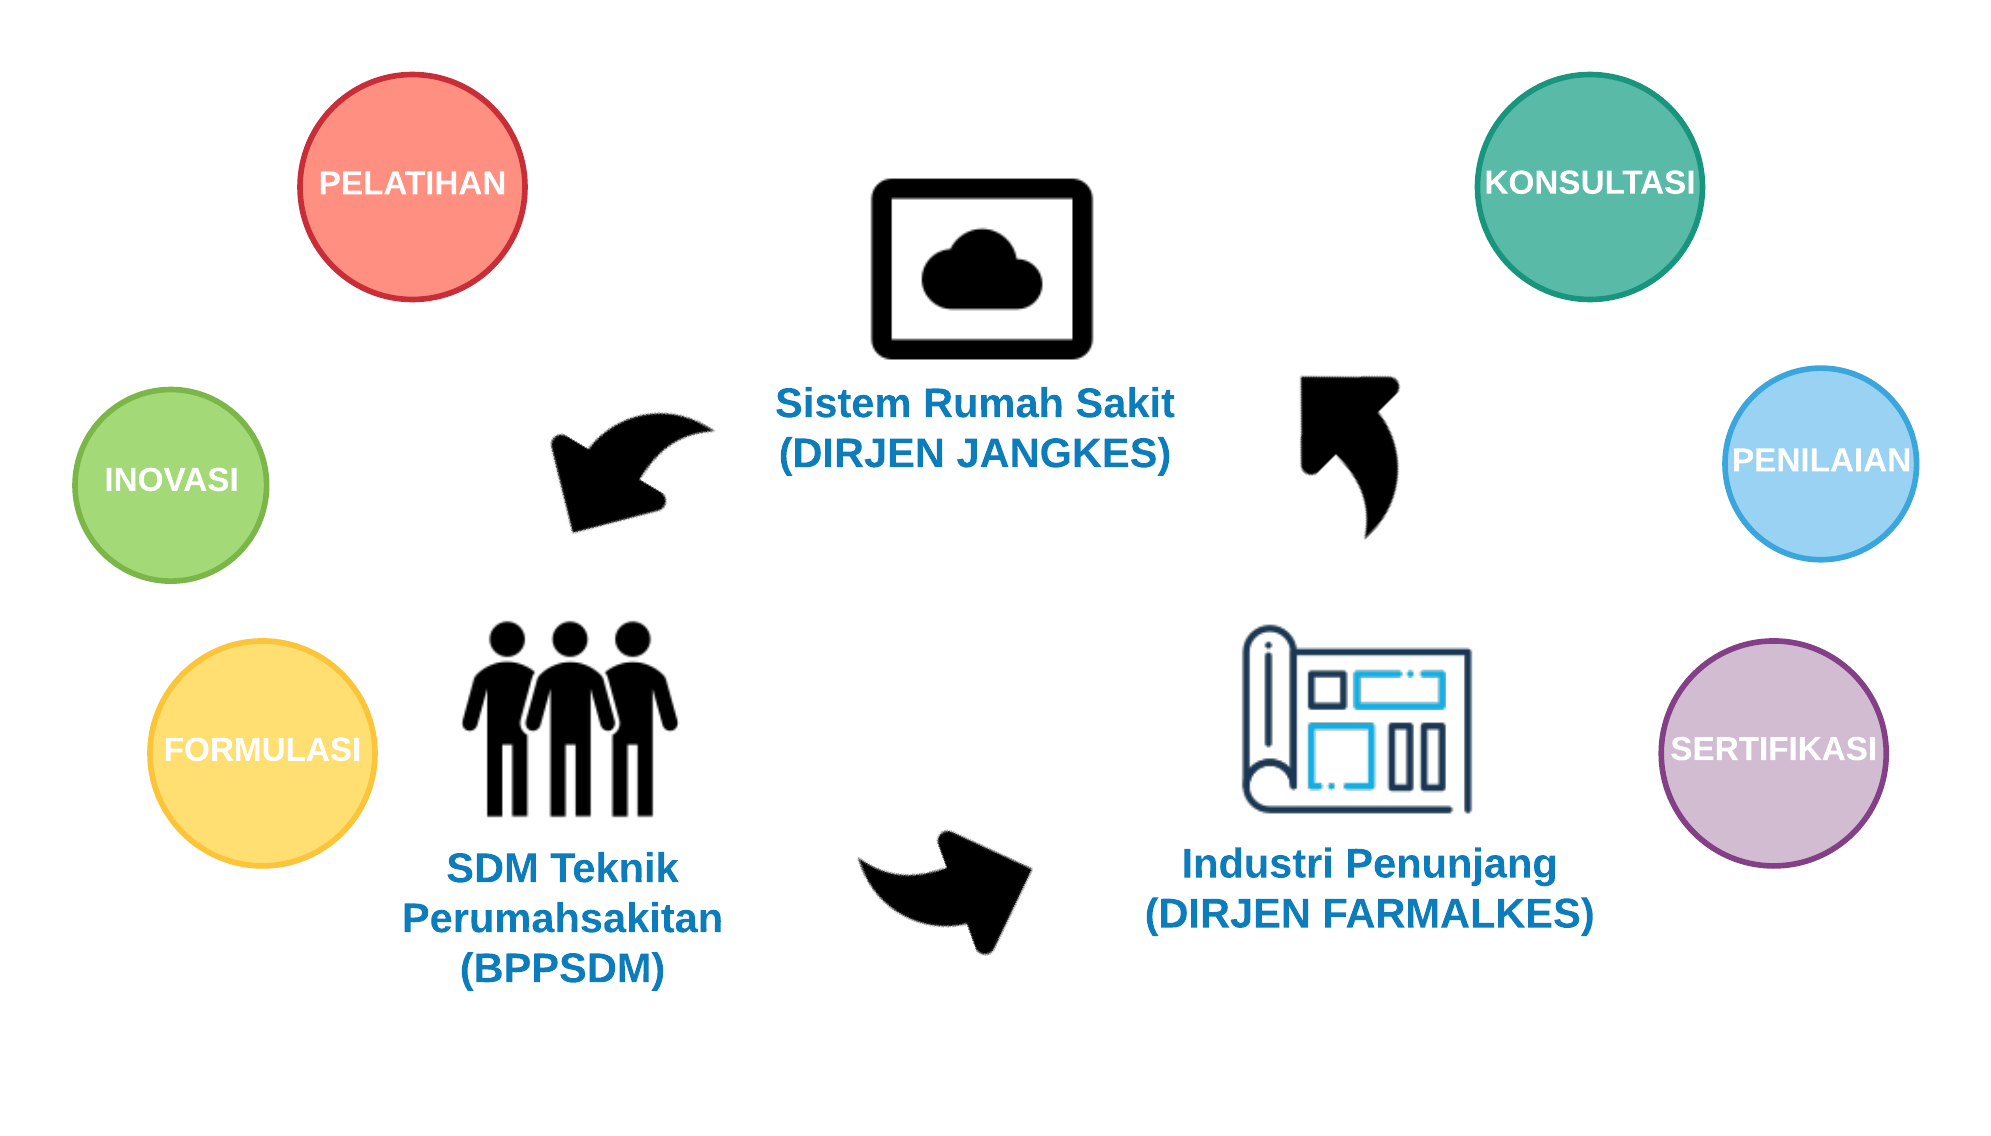 PELATIHAN
KONSULTASI
Sistem Rumah Sakit
(DIRJEN JANGKES)
INOVASI
PENILAIAN
FORMULASI
SERTIFIKASI
SDM Teknik
Perumahsakitan
(BPPSDM)
Industri Penunjang
(DIRJEN FARMALKES)